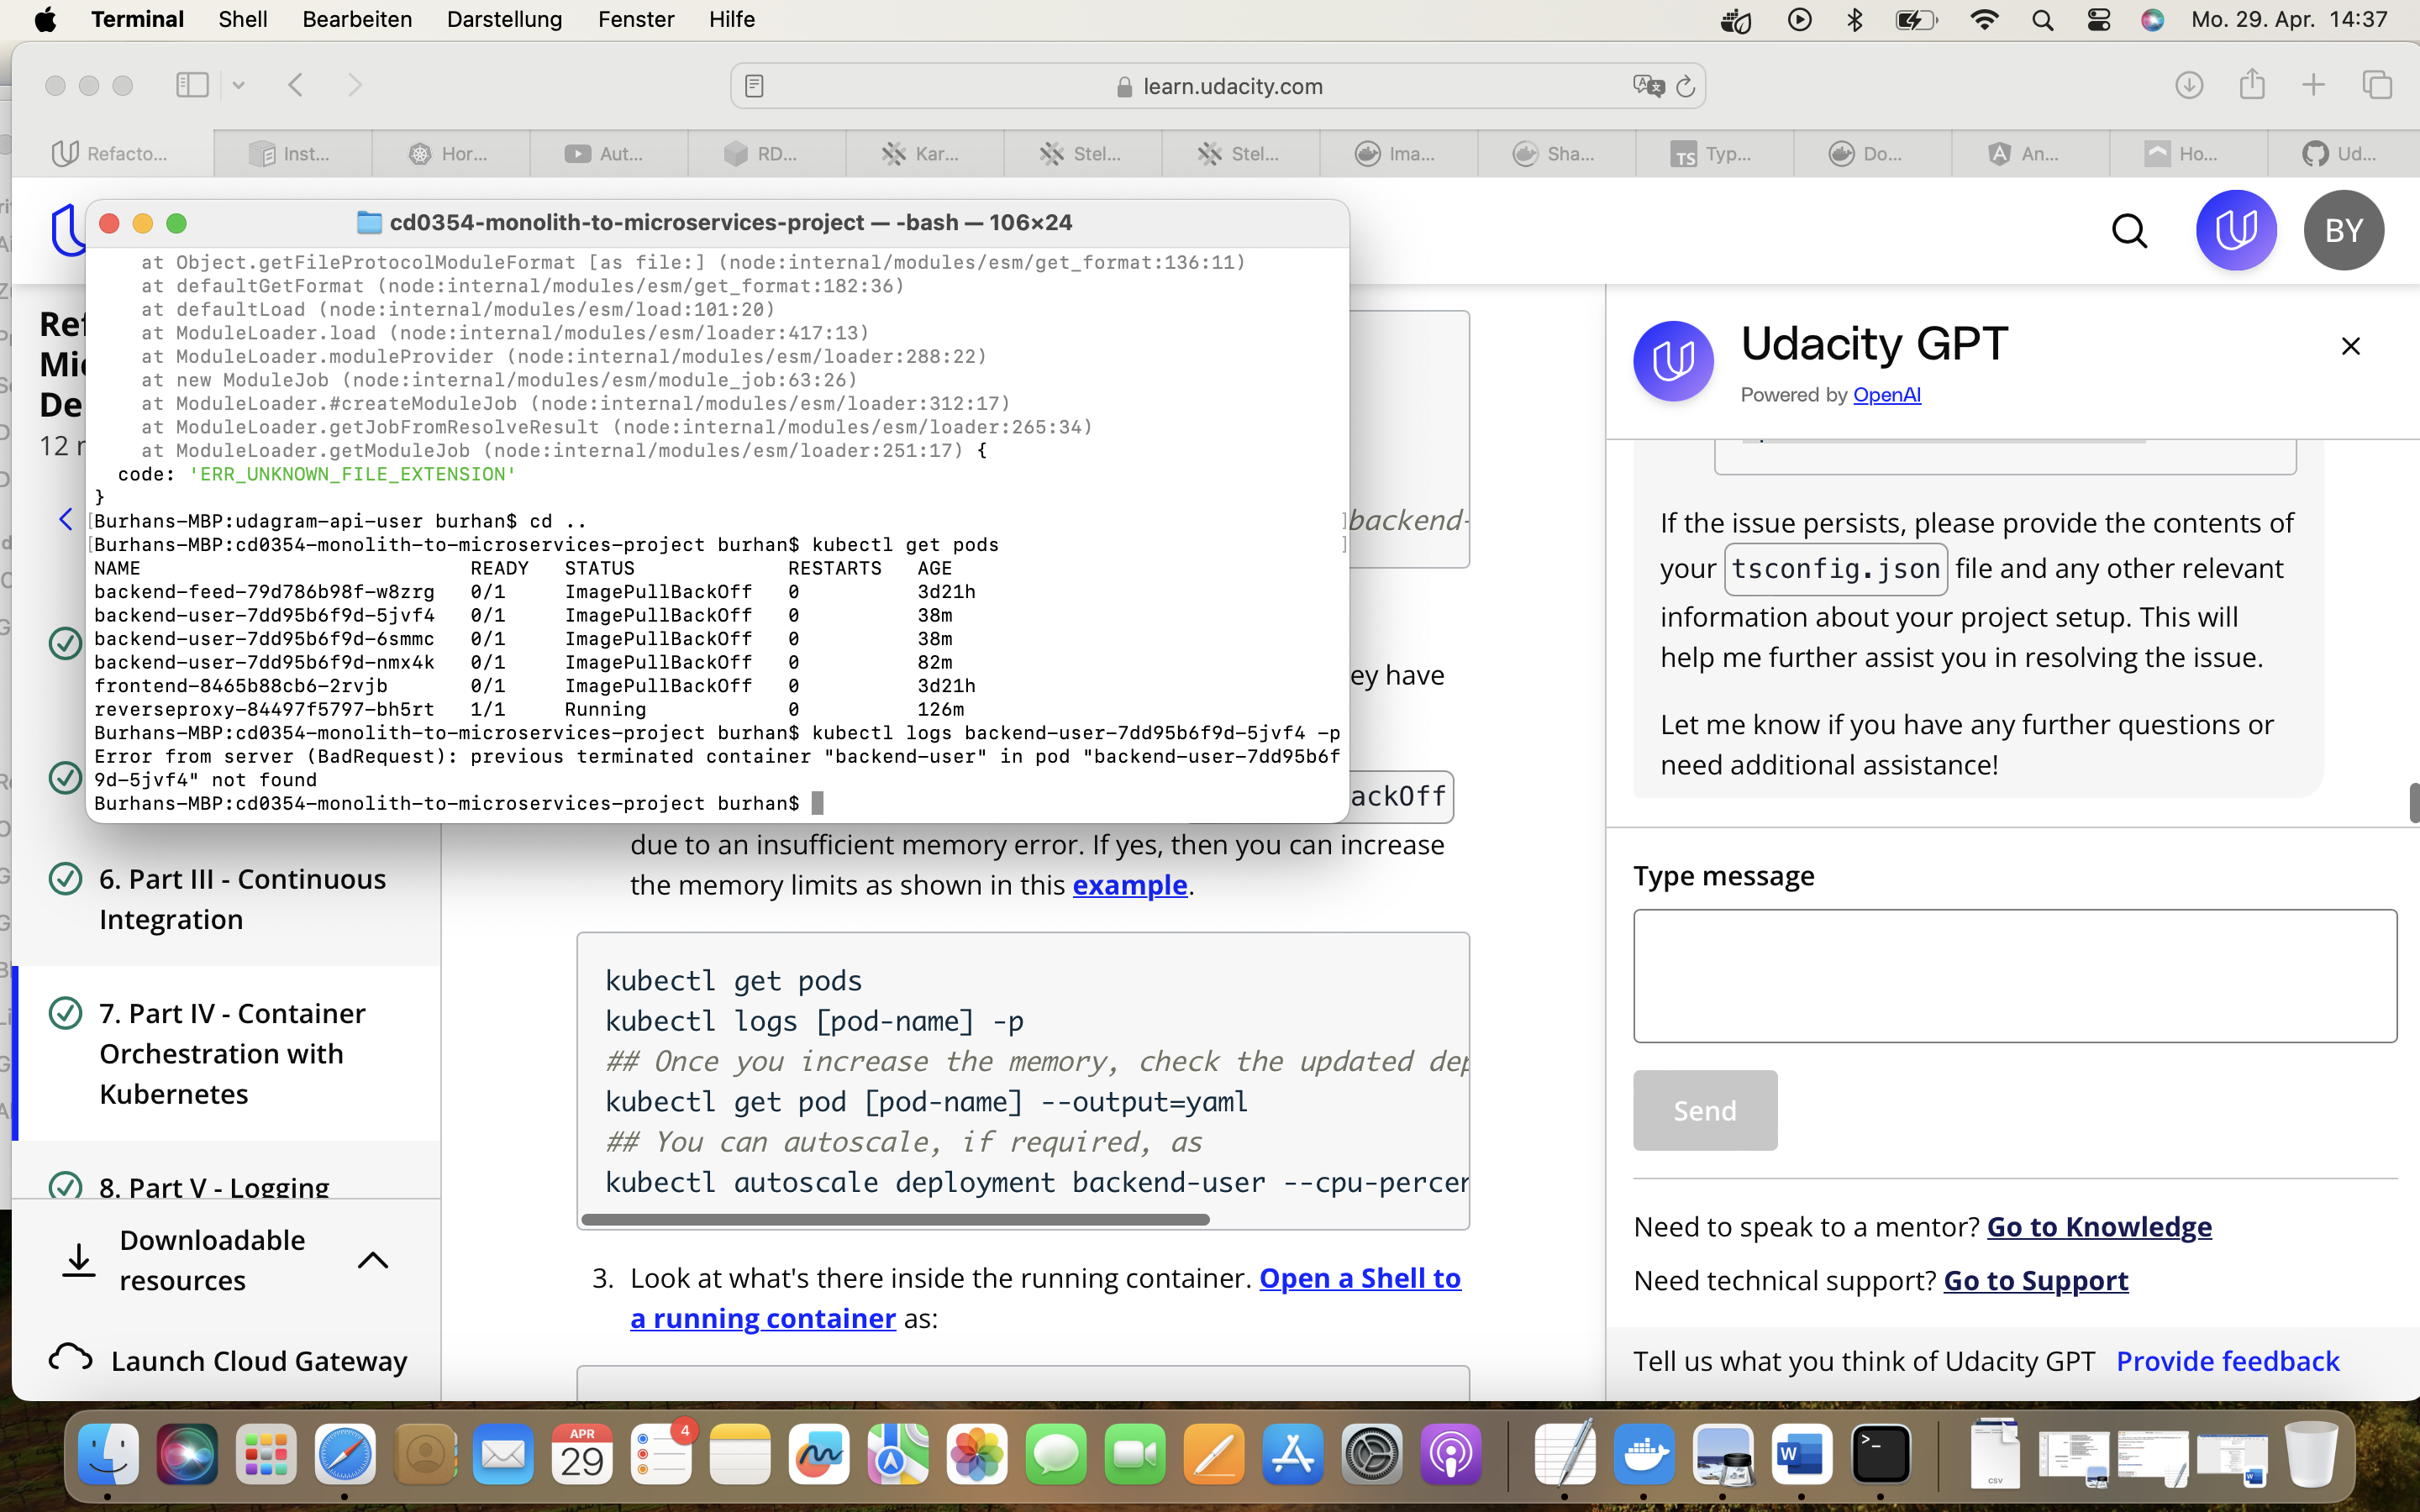 Terminal Shell Bearbeiten Darstellung Fenster Hilfe Mo. 29. Apr. 14:37
learn.udacity.com
Refacto... Inst... Hor... Aut... RD... Kar... Stel... Stel... Ima... Sha... Typ... Do... An... Ho... Ud...
BY
cd0354-monolith-to-microservices-project — -bash — 106×24
at Object.getFileProtocolModuleFormat [as file:] (node:internal/modules/esm/get_format:136:11)
at defaultGetFormat (node:internal/modules/esm/get_format:182:36)
at defaultLoad (node:internal/modules/esm/load:101:20)
at ModuleLoader.load (node:internal/modules/esm/loader:417:13)
at ModuleLoader.moduleProvider (node:internal/modules/esm/loader:288:22)
at new ModuleJob (node:internal/modules/esm/module_job:63:26)
at ModuleLoader.#createModuleJob (node:internal/modules/esm/loader:312:17)
at ModuleLoader.getJobFromResolveResult (node:internal/modules/esm/loader:265:34)
at ModuleLoader.getModuleJob (node:internal/modules/esm/loader:251:17) {
code: 'ERR_UNKNOWN_FILE_EXTENSION'
}
[Burhans-MBP:udagram-api-user burhan$ cd .. ]
[Burhans-MBP:cd0354-monolith-to-microservices-project burhan$ kubectl get pods ]
NAME READY STATUS RESTARTS AGE
backend-feed-79d786b98f-w8zrg 0/1 ImagePullBackOff 0 3d21h
backend-user-7dd95b6f9d-5jvf4 0/1 ImagePullBackOff 0 38m
backend-user-7dd95b6f9d-6smmc 0/1 ImagePullBackOff 0 38m
backend-user-7dd95b6f9d-nmx4k 0/1 ImagePullBackOff 0 82m
frontend-8465b88cb6-2rvjb 0/1 ImagePullBackOff 0 3d21h
reverseproxy-84497f5797-bh5rt 1/1 Running 0 126m
Burhans-MBP:cd0354-monolith-to-microservices-project burhan$ kubectl logs backend-user-7dd95b6f9d-5jvf4 -p
Error from server (BadRequest): previous terminated container "backend-user" in pod "backend-user-7dd95b6f
9d-5jvf4" not found
Burhans-MBP:cd0354-monolith-to-microservices-project burhan$
Ref
Mic
De
12 r
6. Part III - Continuous
Integration
7. Part IV - Container
Orchestration with
Kubernetes
8. Part V - Logging
Downloadable
resources
Launch Cloud Gateway
backend-
ey have
ackOff
due to an insufficient memory error. If yes, then you can increase
the memory limits as shown in this example.
kubectl get pods
kubectl logs [pod-name] -p
## Once you increase the memory, check the updated dep
kubectl get pod [pod-name] --output=yaml
## You can autoscale, if required, as
kubectl autoscale deployment backend-user --cpu-percen
3. Look at what's there inside the running container. Open a Shell to
a running container as:
Udacity GPT
Powered by OpenAI
If the issue persists, please provide the contents of
your tsconfig.json file and any other relevant
information about your project setup. This will
help me further assist you in resolving the issue.
Let me know if you have any further questions or
need additional assistance!
Type message
Send
Need to speak to a mentor? Go to Knowledge
Need technical support? Go to Support
Tell us what you think of Udacity GPT Provide feedback
APR
29
4
CSV